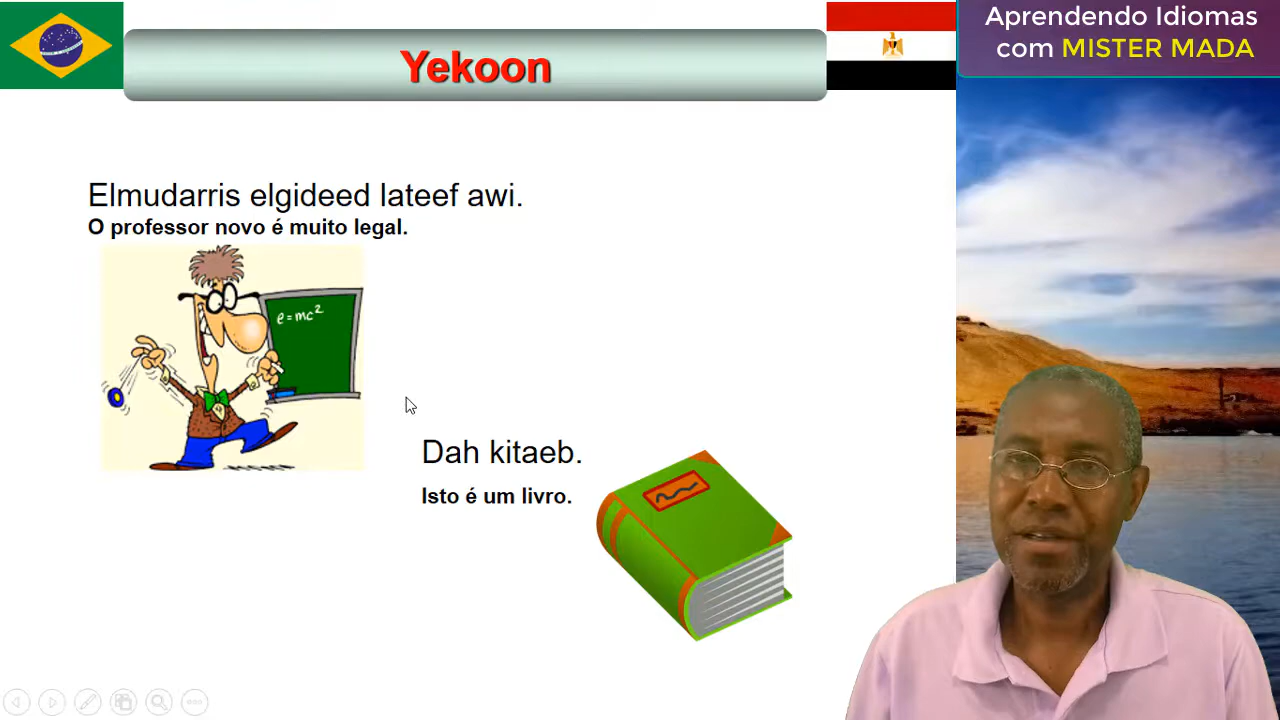 Yekoon
Aprendendo Idiomas
com MISTER MADA
Elmudarris elgideed lateef awi.
O professor novo é muito legal.
e=mc²
Dah kitaeb.
Isto é um livro.